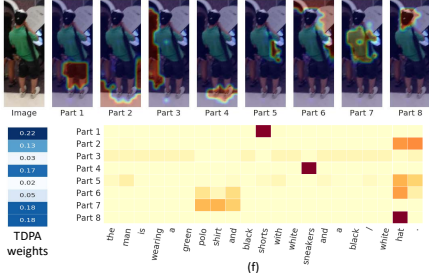 Image Part 1 Part 2 Part 3 Part 4 Part 5 Part 6 Part 7 Part 8
0.22 Part 1
0.13 Part 2
0.03 Part 3
0.17 Part 4
0.02 Part 5
0.05 Part 6
0.18 Part 7
0.18 Part 8
TDPA
weights
the man is wearing a green polo shirt and black shorts with white sneakers and a black / white hat .
(f)